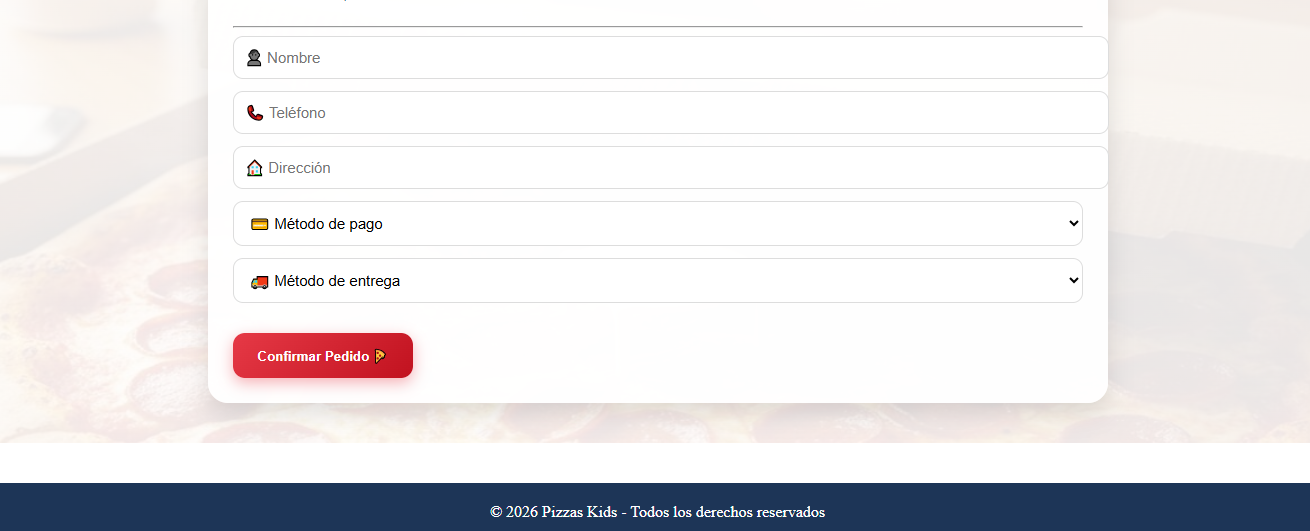 Nombre
Teléfono
Dirección
Método de pago
Método de entrega
Confirmar Pedido
© 2026 Pizzas Kids - Todos los derechos reservados